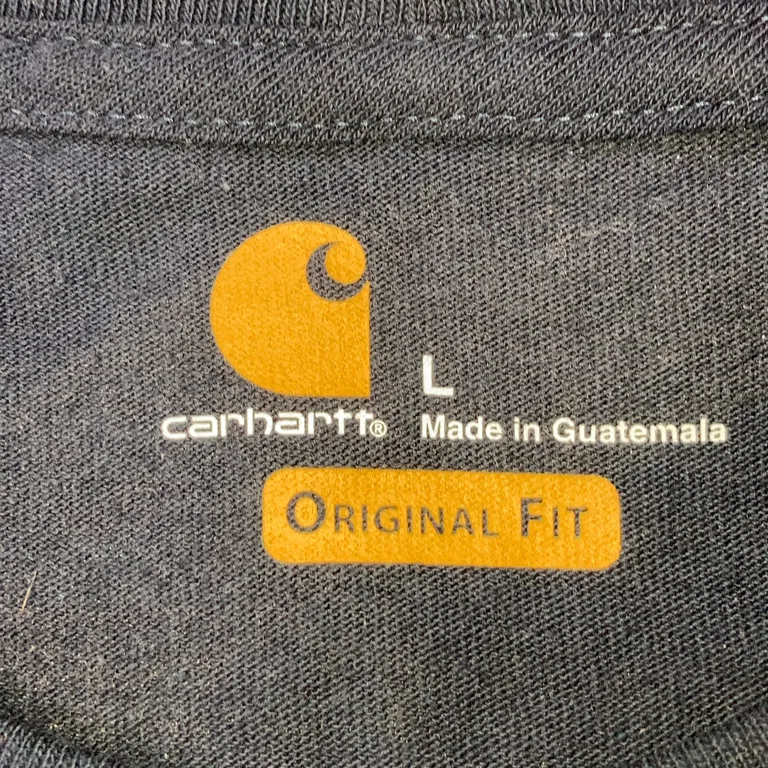 L
carhartt® Made in Guatemala
ORIGINAL FIT